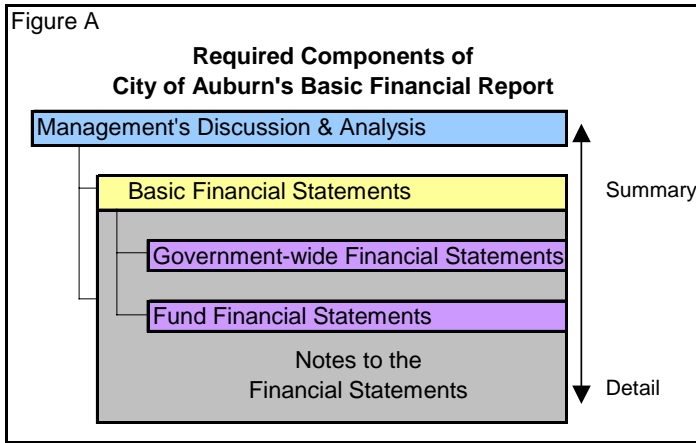 Figure A
Required Components of
City of Auburn's Basic Financial Report
Management's Discussion & Analysis
Summary
Basic Financial Statements
Government-wide Financial Statements
Fund Financial Statements
Notes to the
Financial Statements
Detail